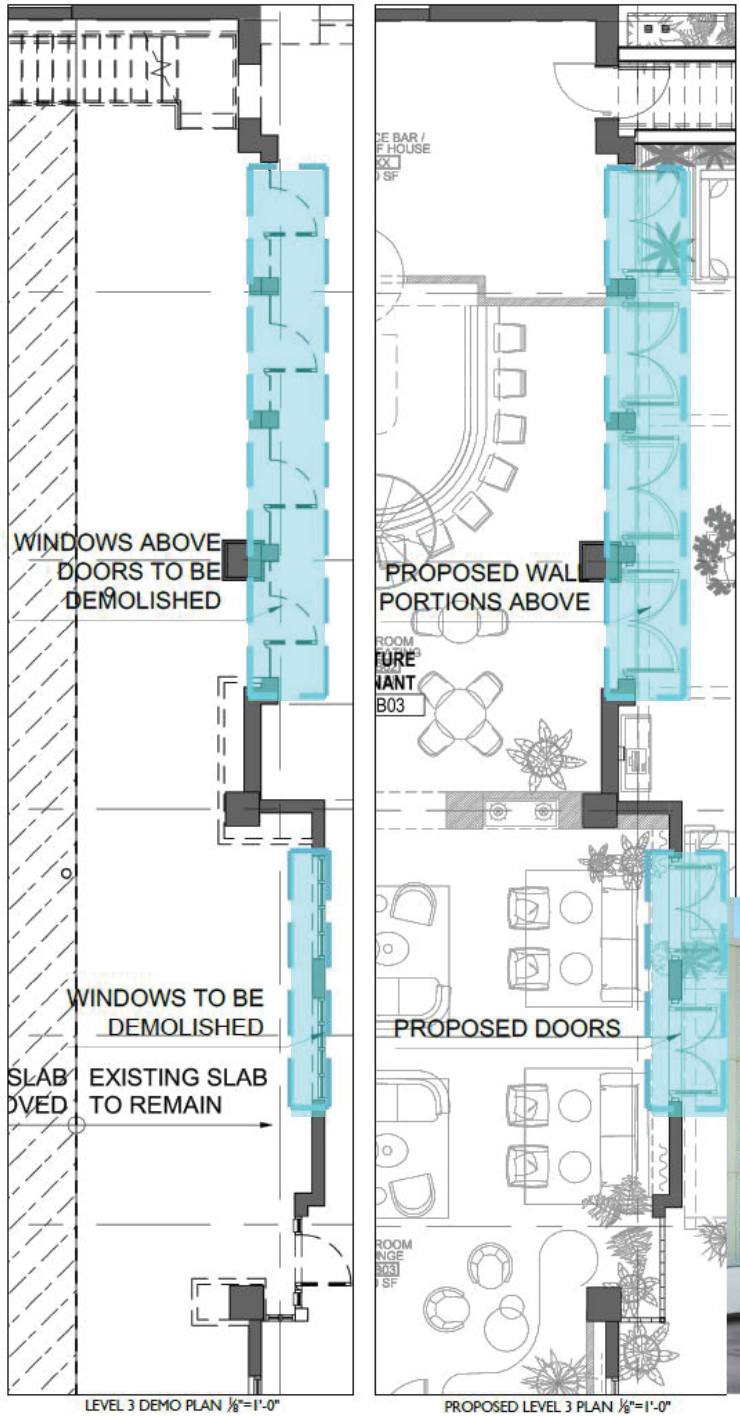 WINDOWS ABOVE
DOORS TO BE
DEMOLISHED
WINDOWS TO BE
DEMOLISHED
SLAB
OVED
EXISTING SLAB
TO REMAIN
LEVEL 3 DEMO PLAN ⅛"=1'-0"
CE BAR /
F HOUSE
XX
SF
PROPOSED WALL
PORTIONS ABOVE
ROOM
TURE
NANT
B03
PROPOSED DOORS
ROOM
NGE
303
SF
PROPOSED LEVEL 3 PLAN ⅛"=1'-0"